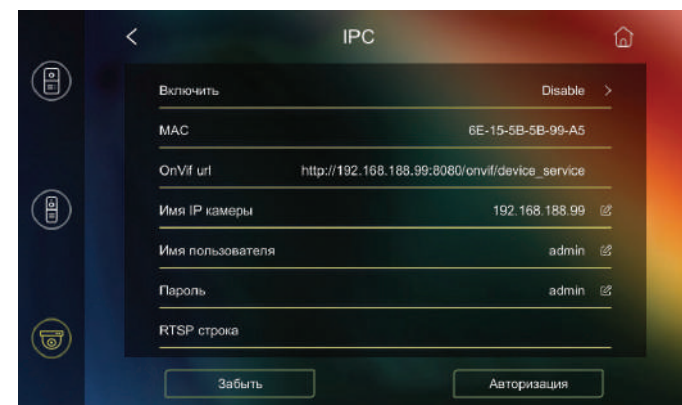 IPC
Включить Disable
MAC 6E-15-5B-5B-99-A5
OnVif url http://192.168.188.99:8080/onvif/device_service
Имя IP камеры 192.168.188.99
Имя пользователя admin
Пароль admin
RTSP строка
Забыть Авторизация